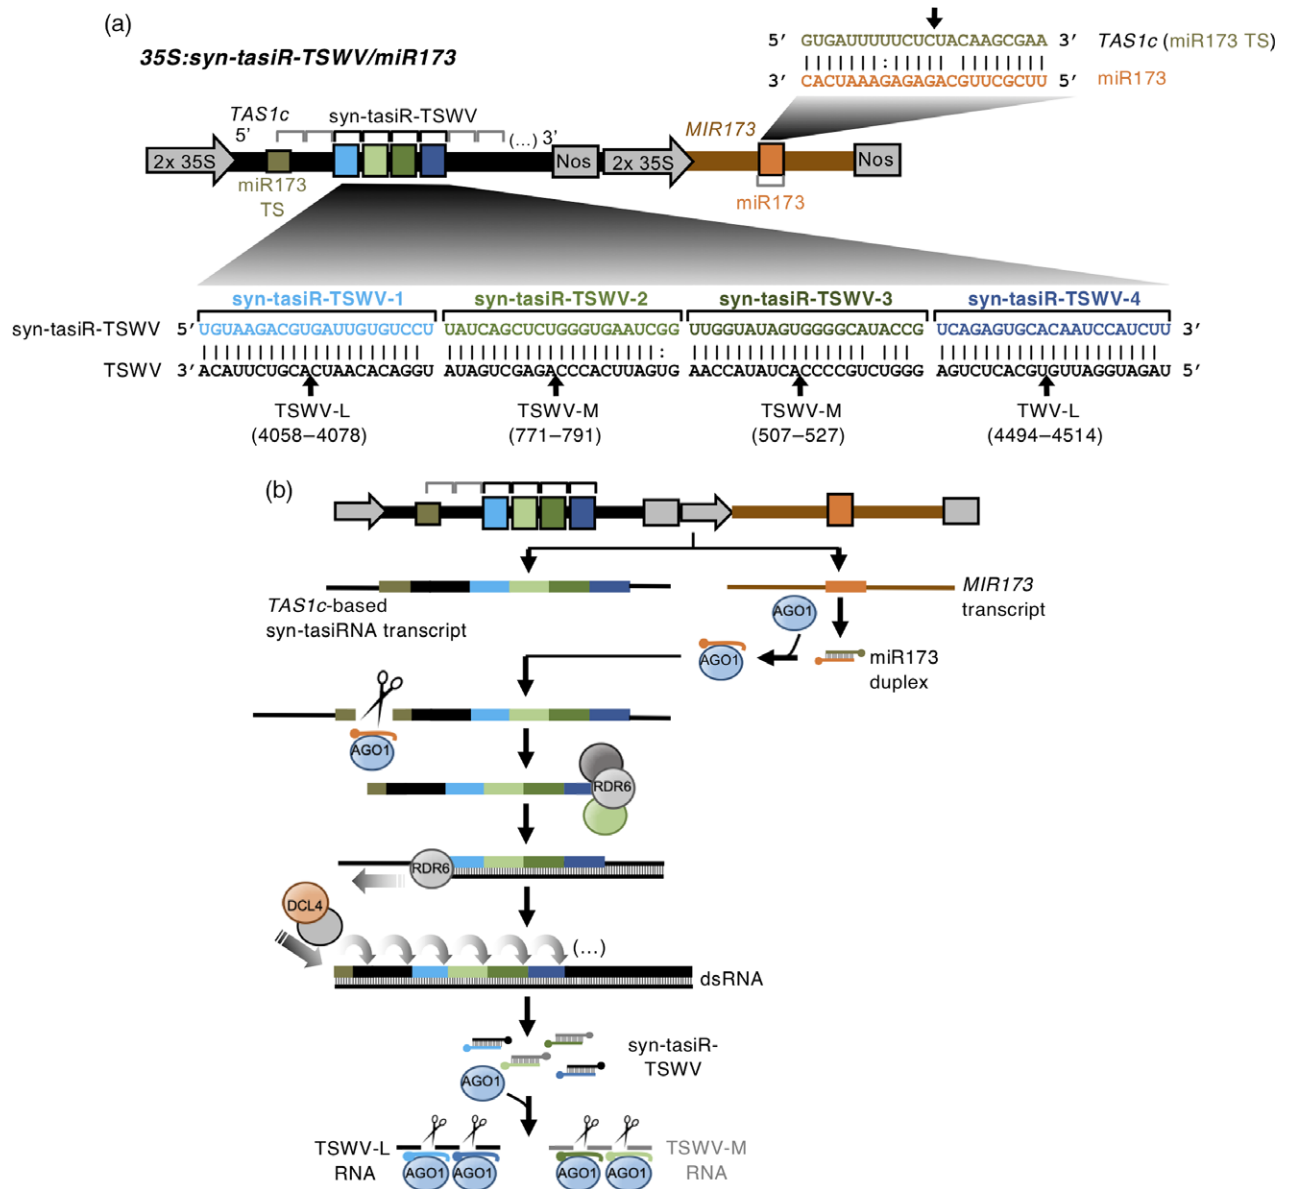 (a)
35S:syn-tasiR-TSWV/miR173
5’ GUGAUUUUUCUCUACAAGCGAA 3’ TAS1c (miR173 TS)
3’ CACUAAAGAGAGACGUUCGCUU 5’ miR173
TAS1c
syn-tasiR-TSWV
5’
(...) 3’
MIR173
2x 35S
Nos
2x 35S
Nos
miR173
TS
miR173
syn-tasiR-TSWV-1 syn-tasiR-TSWV-2 syn-tasiR-TSWV-3 syn-tasiR-TSWV-4
syn-tasiR-TSWV 5’ UGUAAGACGUGAUUGUGUCCU UAUCAGCUCUGGGUGAAUCGG UUGGUAUAGUGGGGCAUACCG UCAGAGUGCACAAUCCAUCUU 3’
TSWV 3’ ACAUUCUGCACUAACACAGGU AUAGUCGAGACCCACUUAGUG AACCAUAUCACCCCGUCUGGG AGUCUCACGUGUUAGGUAGAU 5’
TSWV-L TSWV-M TSWV-M TWV-L
(4058–4078) (771–791) (507–527) (4494–4514)
(b)
TAS1c-based
syn-tasiRNA transcript
MIR173
transcript
AGO1
AGO1
miR173
duplex
AGO1
RDR6
RDR6
DCL4
(...)
dsRNA
syn-tasiR-
TSWV
AGO1
TSWV-L
RNA
AGO1 AGO1
AGO1 AGO1
TSWV-M
RNA